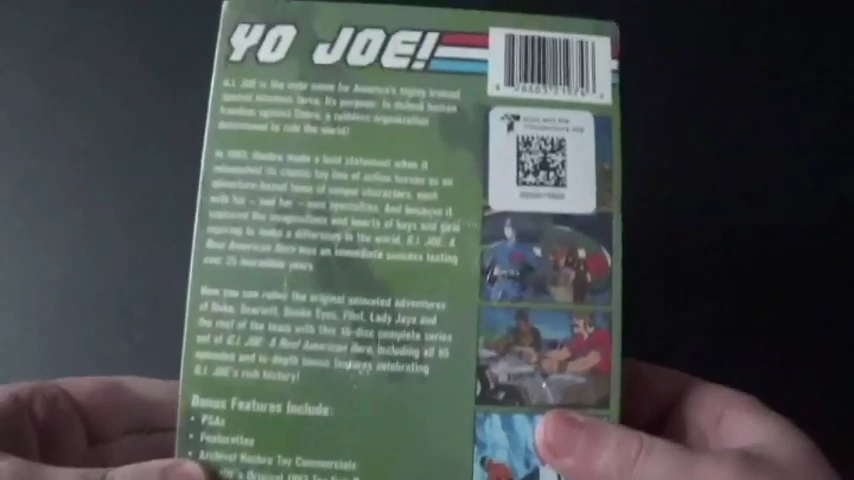 YO JOE!
G.I. JOE is the code name for America's highly trained
special missions force. Its purpose: to defend human
freedom against Cobra, a ruthless organization
determined to rule the world!
In 1982, Hasbro made a bold statement when it
relaunched its classic toy line of action heroes as an
adventure-based team of unique characters, each
with his – and her – own specialties. And because it
captured the imaginations and hearts of boys and girls
aspiring to make a difference in the world, G.I. JOE: A
Real American Hero was an immediate success lasting
over 25 incredible years.
Now you can relive the original animated adventures
of Duke, Scarlett, Snake Eyes, Flint, Lady Jaye and
the rest of the team with this complete series
set of G.I. JOE: A Real American Hero, including all 95
episodes and in-depth bonus features celebrating
G.I. JOE's rich history!
Bonus Features Include:
• PSAs
• Featurettes
• Archival Hasbro Toy Commercials